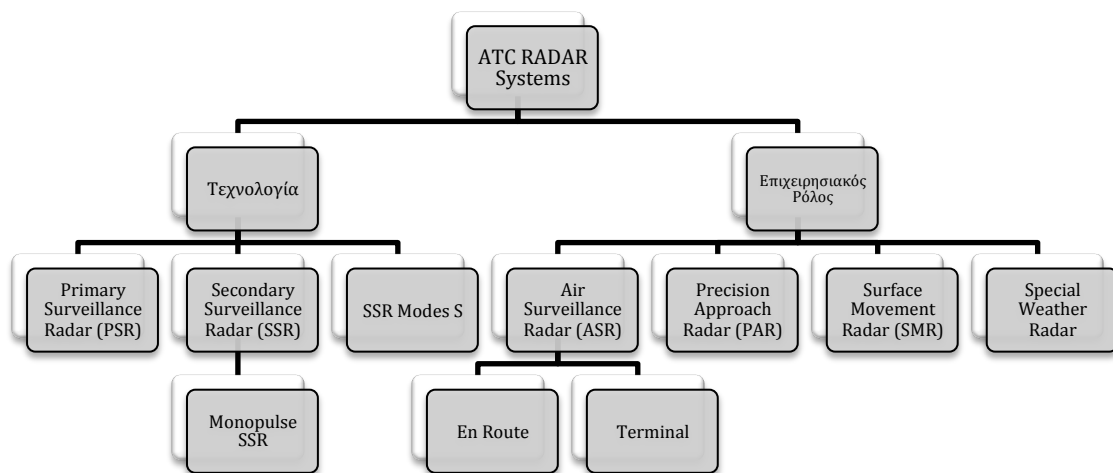 ATC RADAR
Systems
Τεχνολογία
Επιχειρησιακός
Ρόλος
Primary
Surveillance
Radar (PSR)
Secondary
Surveillance
Radar (SSR)
SSR Modes S
Air
Surveillance
Radar (ASR)
Precision
Approach
Radar (PAR)
Surface
Movement
Radar (SMR)
Special
Weather
Radar
Monopulse
SSR
En Route
Terminal